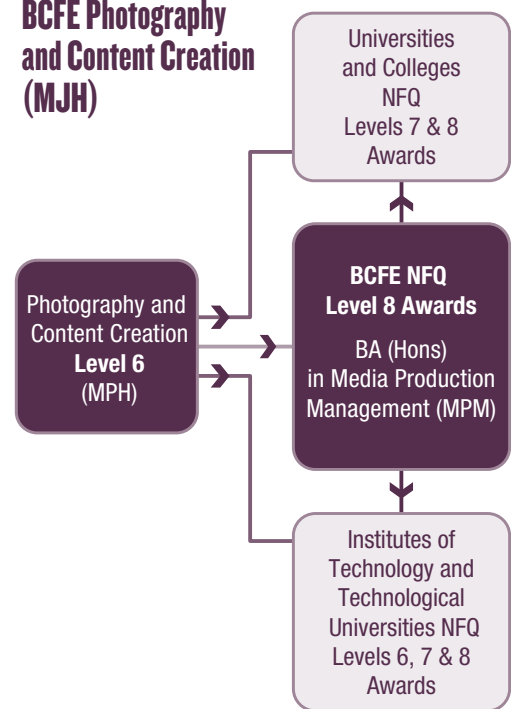 BCFE Photography
and Content Creation
(MJH)
Universities
and Colleges
NFQ
Levels 7 & 8
Awards
Photography and
Content Creation
Level 6
(MPH)
BCFE NFQ
Level 8 Awards
BA (Hons)
in Media Production
Management (MPM)
Institutes of
Technology and
Technological
Universities NFQ
Levels 6, 7 & 8
Awards